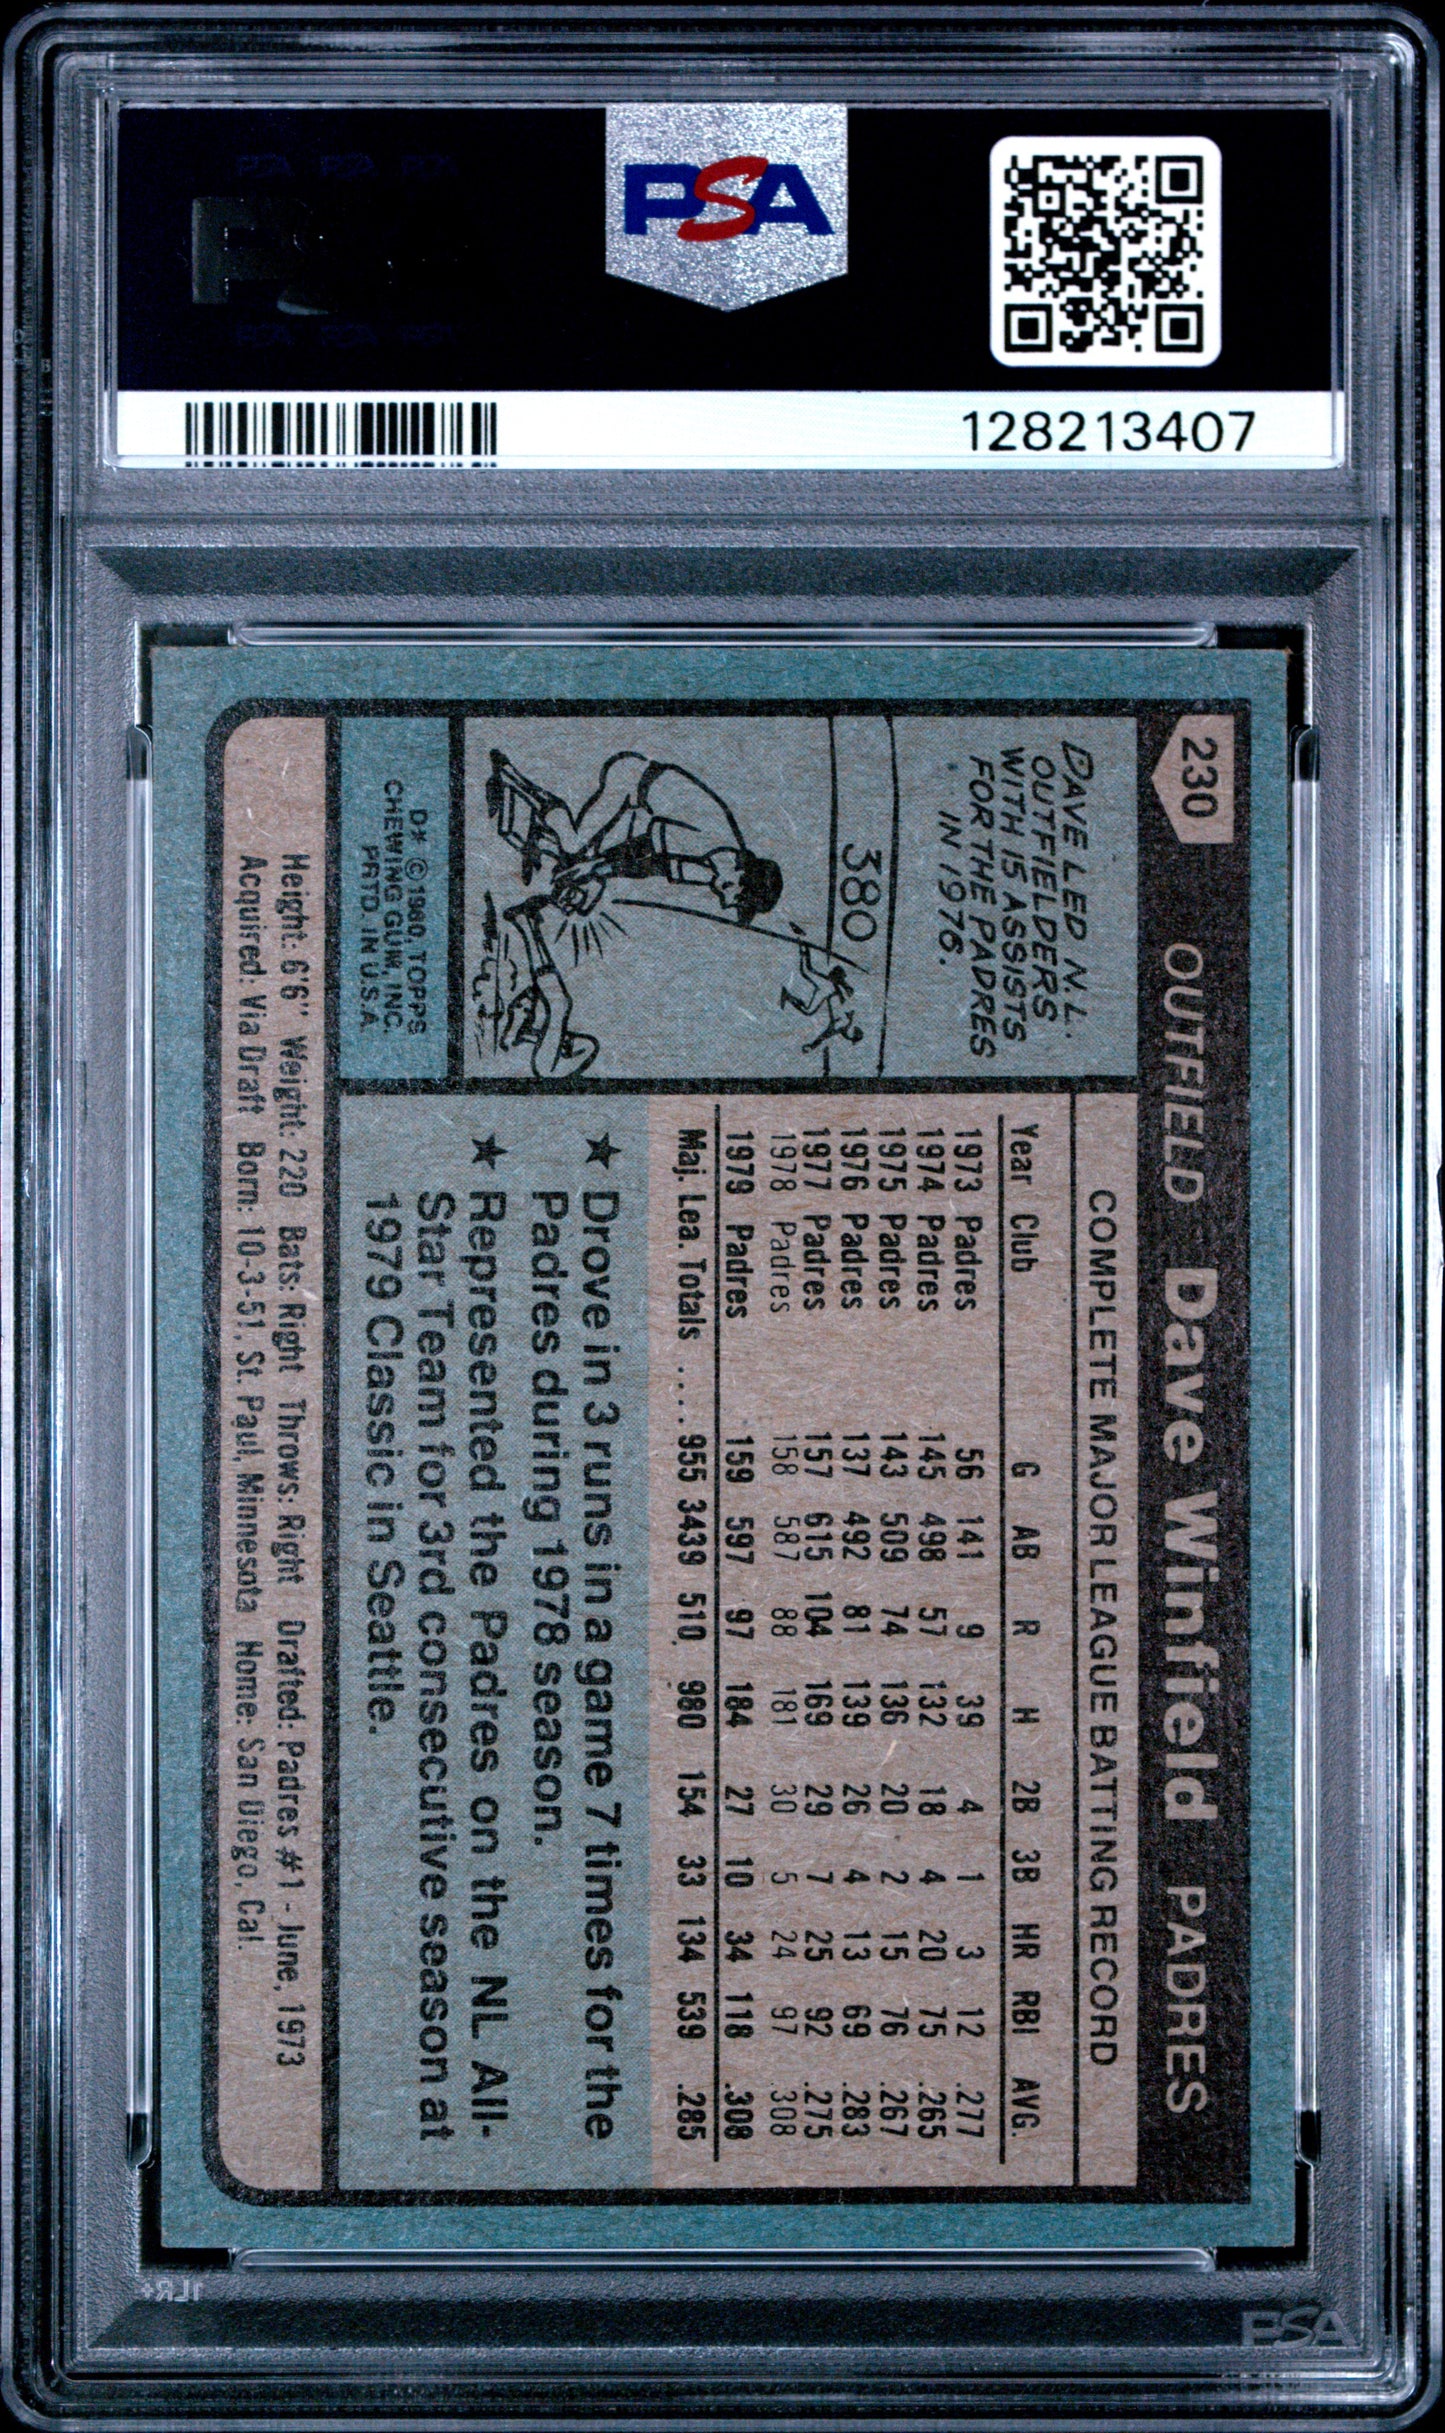 PSA
128213407
230 OUTFIELD Dave Winfield PADRES
DAVE LED N.L.
OUTFIELDERS
WITH 15 ASSISTS
FOR THE PADRES
IN 1976.
380
D* ©1980, TOPPS
CHEWING GUM, INC.
PRTD. IN U.S.A.
COMPLETE MAJOR LEAGUE BATTING RECORD
Year Club G AB R H 2B 3B HR RBI AVG.
1973 Padres 56 141 9 39 4 1 3 12 .277
1974 Padres 145 498 57 132 18 4 20 75 .265
1975 Padres 143 509 74 136 20 2 15 76 .267
1976 Padres 137 492 81 139 26 4 13 69 .283
1977 Padres 157 615 104 169 29 7 25 92 .275
1978 Padres 158 587 88 181 30 5 24 97 .308
1979 Padres 159 597 97 184 27 10 34 118 .308
Maj. Lea. Totals .... 955 3439 510 980 154 33 134 539 .285
★ Drove in 3 runs in a game 7 times for the
Padres during 1978 season.
★ Represented the Padres on the NL All-
Star Team for 3rd consecutive season at
1979 Classic in Seattle.
Height: 6'6" Weight: 220 Bats: Right Throws: Right Drafted: Padres #1 - June, 1973
Acquired: Via Draft Born: 10-3-51, St. Paul, Minnesota Home: San Diego, Cal.
PSA